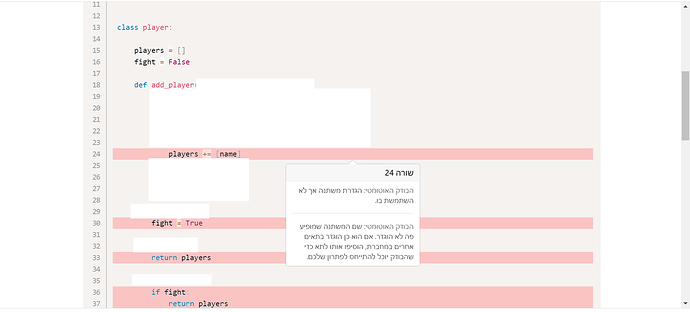 11
12
13 class player:
14
15 players = []
16 fight = False
17
18 def add_player(
19
20
21
22
23
24 players += [name]
25
26
27
28
29
30 fight = True
31
32
33 return players
34
35
36 if fight:
37 return players
שורה 24
הבודק האוטומטי: הגדרת משתנה אך לא
השתמשת בו.
הבודק האוטומטי: שם המשתנה שמופיע
פה לא הוגדר. אם הוא כן הוגדר בתאים
אחרים במחברת, הוסיפו אותו לתא כדי
שהבודק יוכל להתייחס לפתרון שלכם.